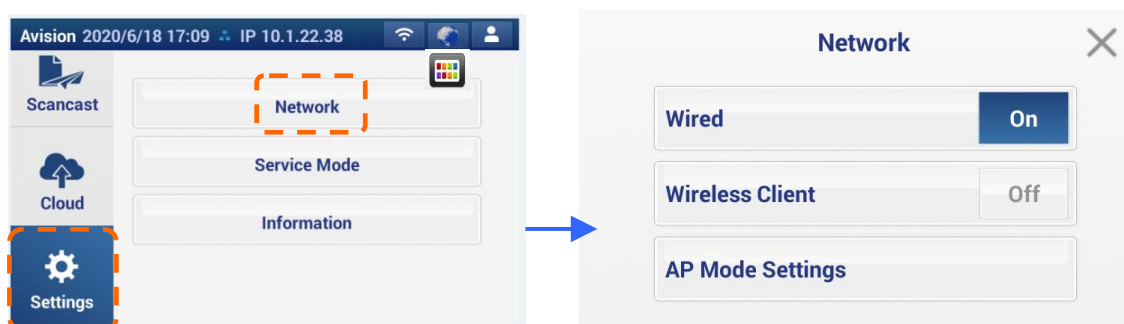 Avision 2020/6/18 17:09 IP 10.1.22.38
Scancast
Cloud
Settings
Network
Service Mode
Information
Network
Wired On
Wireless Client Off
AP Mode Settings